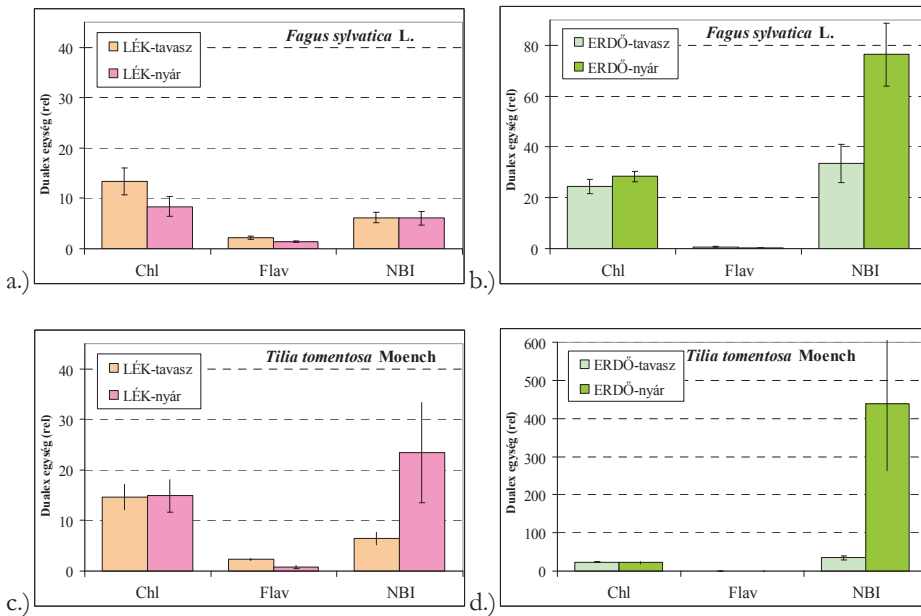 a.)
Fagus sylvatica L.
LÉK-tavasz
LÉK-nyár
Dualex egység (rel)
40
30
20
10
0
Chl Flav NBI
b.)
Fagus sylvatica L.
ERDŐ-tavasz
ERDŐ-nyár
Dualex egység (rel)
80
60
40
20
0
Chl Flav NBI
c.)
Tilia tomentosa Moench
LÉK-tavasz
LÉK-nyár
Dualex egység (rel)
40
30
20
10
0
Chl Flav NBI
d.)
Tilia tomentosa Moench
ERDŐ-tavasz
ERDŐ-nyár
Dualex egység (rel)
600
500
400
300
200
100
0
Chl Flav NBI